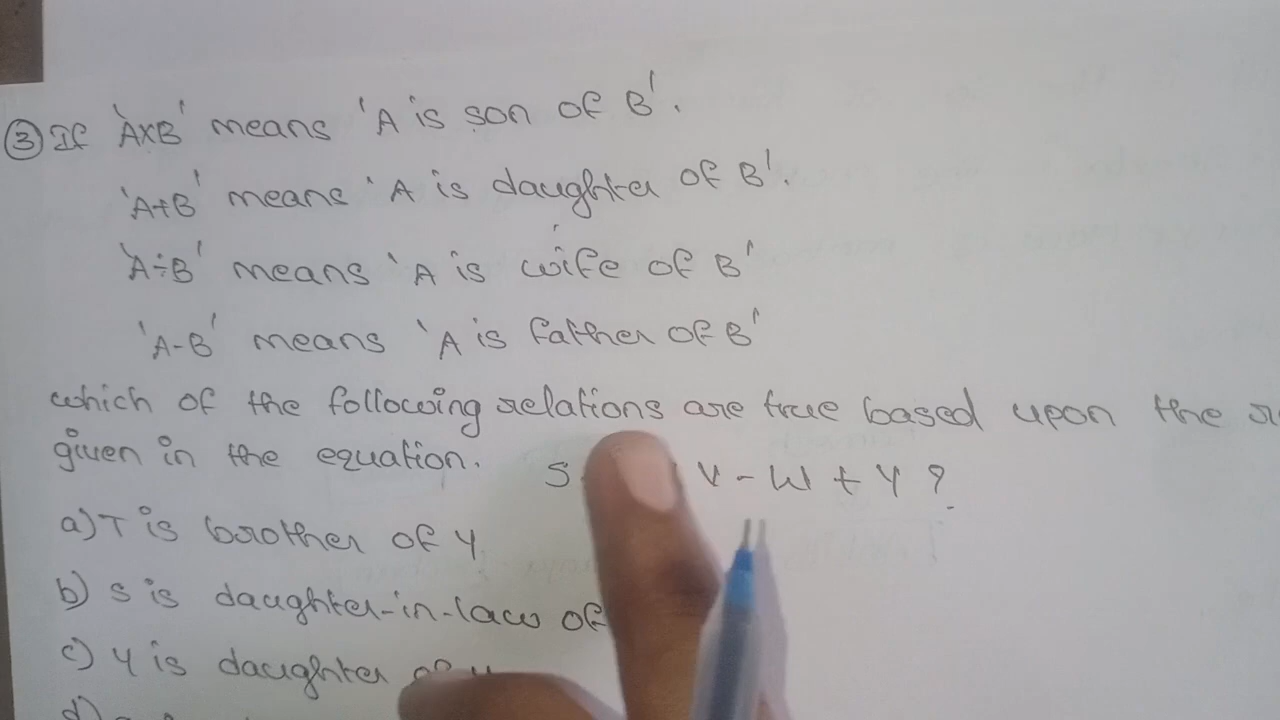 ③ If 'A×B' means 'A is son of B'.
'A+B' means 'A is daughter of B'.
'A÷B' means 'A is wife of B'
'A-B' means 'A is father of B'
which of the following relations are true based upon the
given in the equation. S V - W + Y ?
a) T is brother of Y
b) S is daughter-in-law of
c) Y is daughter of
d)